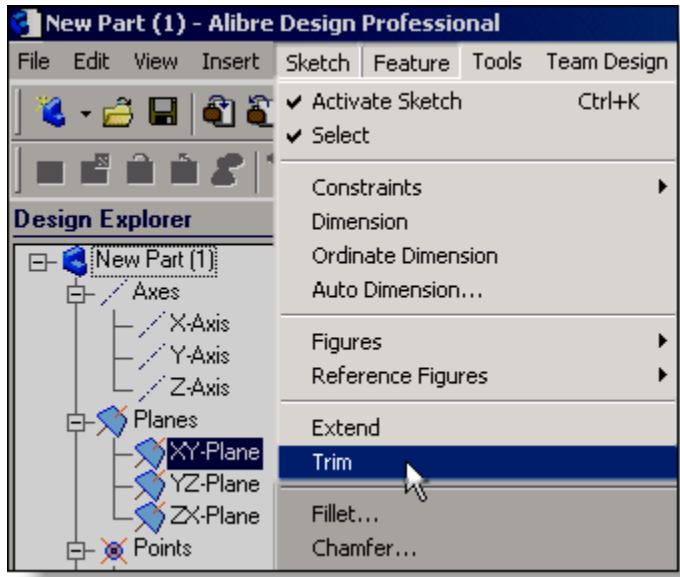 New Part (1) - Alibre Design Professional
File Edit View Insert Sketch Feature Tools Team Design
Activate Sketch Ctrl+K
Select
Constraints
Dimension
Ordinate Dimension
Auto Dimension...
Figures
Reference Figures
Extend
Trim
Fillet...
Chamfer...
Design Explorer
New Part (1)
Axes
X-Axis
Y-Axis
Z-Axis
Planes
XY-Plane
YZ-Plane
ZX-Plane
Points